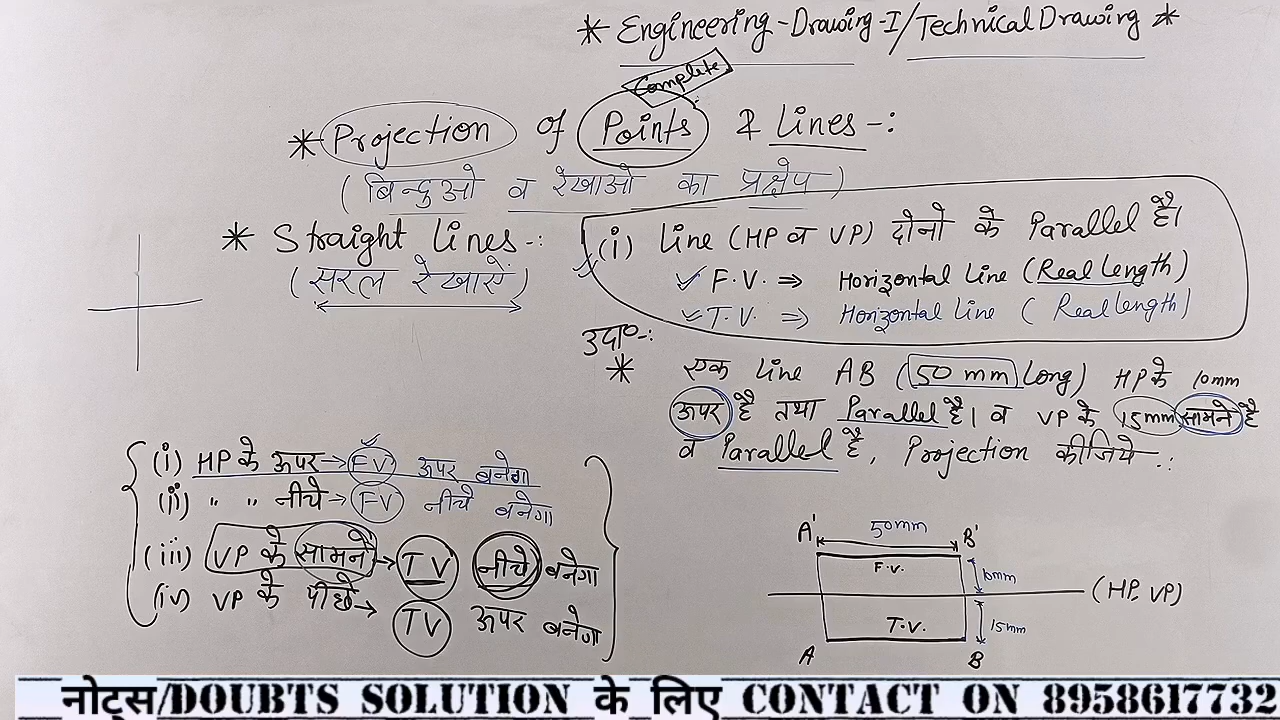 * Engineering-Drawing-I/Technical Drawing *
Complete
* Projection of Points & Lines -:
(बिन्दुओ व रेखाओ का प्रक्षेप)
* Straight Lines -:
(सरल रेखाऐं)
(i) Line (HP व VP) दोनो के Parallel है।
F.V. ⇒ Horizontal Line (Real Length)
T.V. ⇒ Horizontal Line (Real length)
उदा०-:
* एक Line AB (50 mm Long) HP के 10mm
ऊपर है तथा Parallel है। व VP के 15mm सामने है
व Parallel है, Projection कीजिये -:
(i) HP के ऊपर → FV ऊपर बनेगा
(ii) " " नीचे → FV नीचे बनेगा
(iii) VP के सामने → TV नीचे बनेगा
(iv) VP के पीछे → TV ऊपर बनेगा
A' 50mm B'
F.V. 10mm
(HP, VP)
T.V. 15mm
A B
नोट्स/DOUBTS SOLUTION के लिए CONTACT ON 8958617732